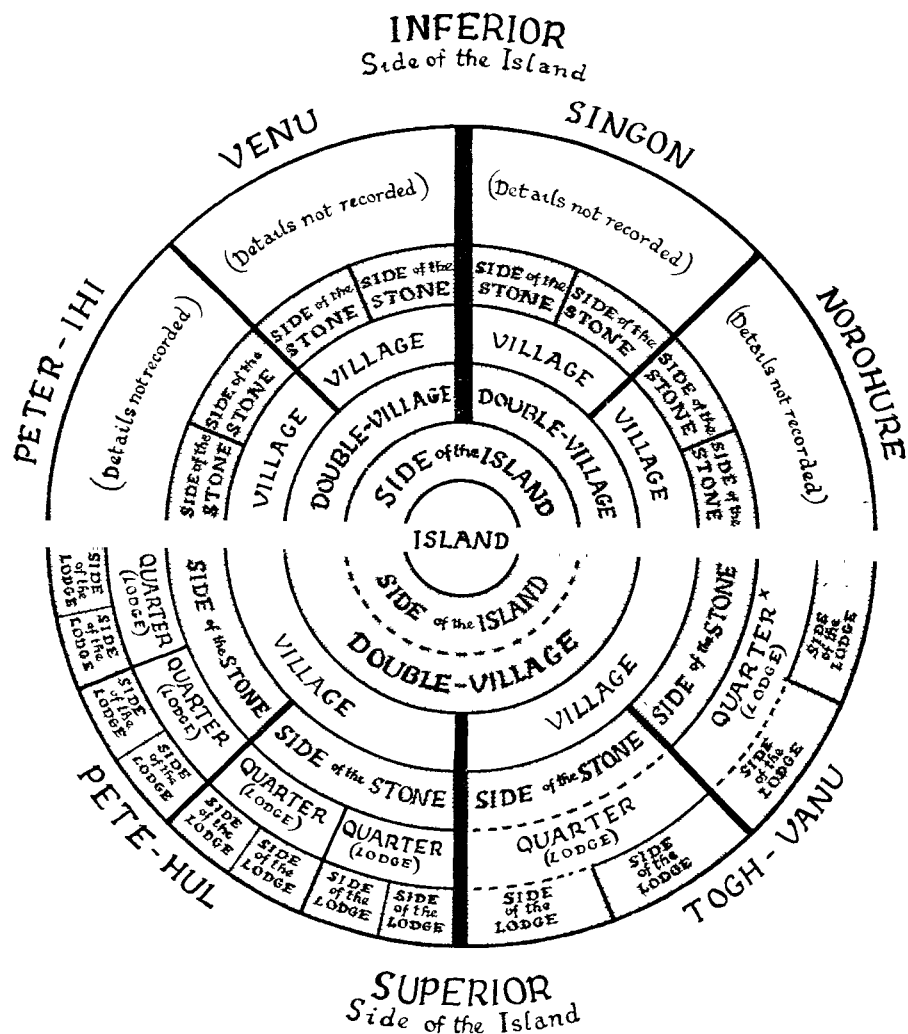 INFERIOR
Side of the Island
VENU
SINGON
PETER-IHI
NOROHURE
(Details not recorded)
(Details not recorded)
(Details not recorded)
(Details not recorded)
SIDE of the
STONE
SIDE of the
STONE
SIDE of the
STONE
SIDE of the
STONE
SIDE of the
STONE
SIDE of the
STONE
SIDE of the
STONE
SIDE of the
STONE
VILLAGE
VILLAGE
VILLAGE
VILLAGE
DOUBLE-VILLAGE
DOUBLE-VILLAGE
SIDE of the ISLAND
ISLAND
SIDE
of the ISLAND
DOUBLE-VILLAGE
VILLAGE
VILLAGE
SIDE of the STONE
SIDE of the STONE
SIDE of the STONE
SIDE of the STONE
QUARTER
(LODGE)
QUARTER
(LODGE)
QUARTER
(LODGE)
QUARTER
(LODGE)
QUARTER
(LODGE)
QUARTER x
(LODGE)
SIDE
of the
LODGE
SIDE
of the
LODGE
SIDE
of the
LODGE
SIDE
of the
LODGE
SIDE
of the
LODGE
SIDE
of the
LODGE
SIDE
of the
LODGE
SIDE
of the
LODGE
SIDE
of the
LODGE
SIDE
of the
LODGE
SIDE
of the
LODGE
SIDE
of the
LODGE
PETE-HUL
TOGH-VANU
SUPERIOR
Side of the Island